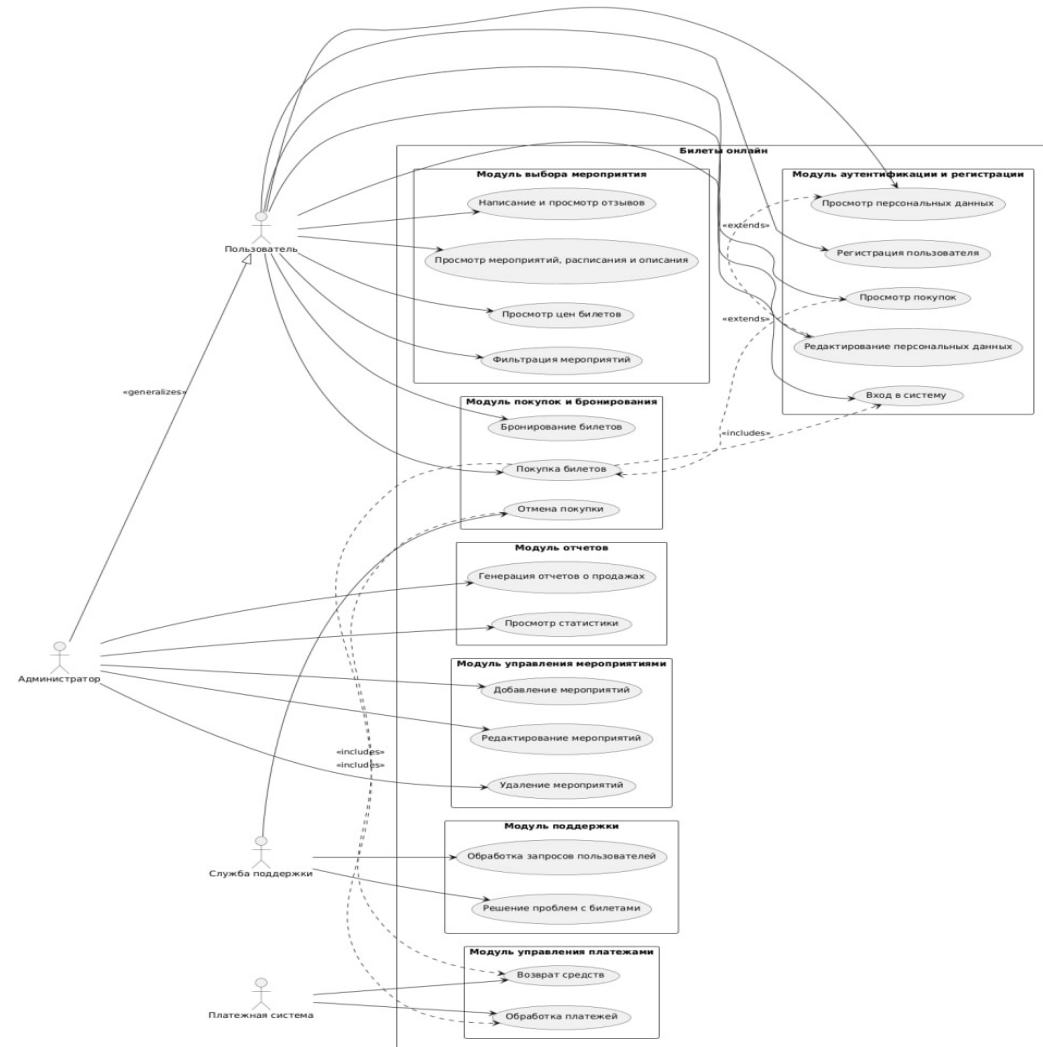 Билеты онлайн
Модуль выбора мероприятия
Написание и просмотр отзывов
Просмотр мероприятий, расписания и описания
Просмотр цен билетов
Фильтрация мероприятий
Модуль аутентификации и регистрации
Просмотр персональных данных
Регистрация пользователя
Просмотр покупок
Редактирование персональных данных
Вход в систему
«extends»
«extends»
«includes»
Пользователь
«generalizes»
Модуль покупок и бронирования
Бронирование билетов
Покупка билетов
Отмена покупки
Модуль отчетов
Генерация отчетов о продажах
Просмотр статистики
Администратор
Модуль управления мероприятиями
Добавление мероприятий
Редактирование мероприятий
Удаление мероприятий
«includes»
«includes»
Модуль поддержки
Обработка запросов пользователей
Решение проблем с билетами
Служба поддержки
Модуль управления платежами
Возврат средств
Обработка платежей
Платежная система